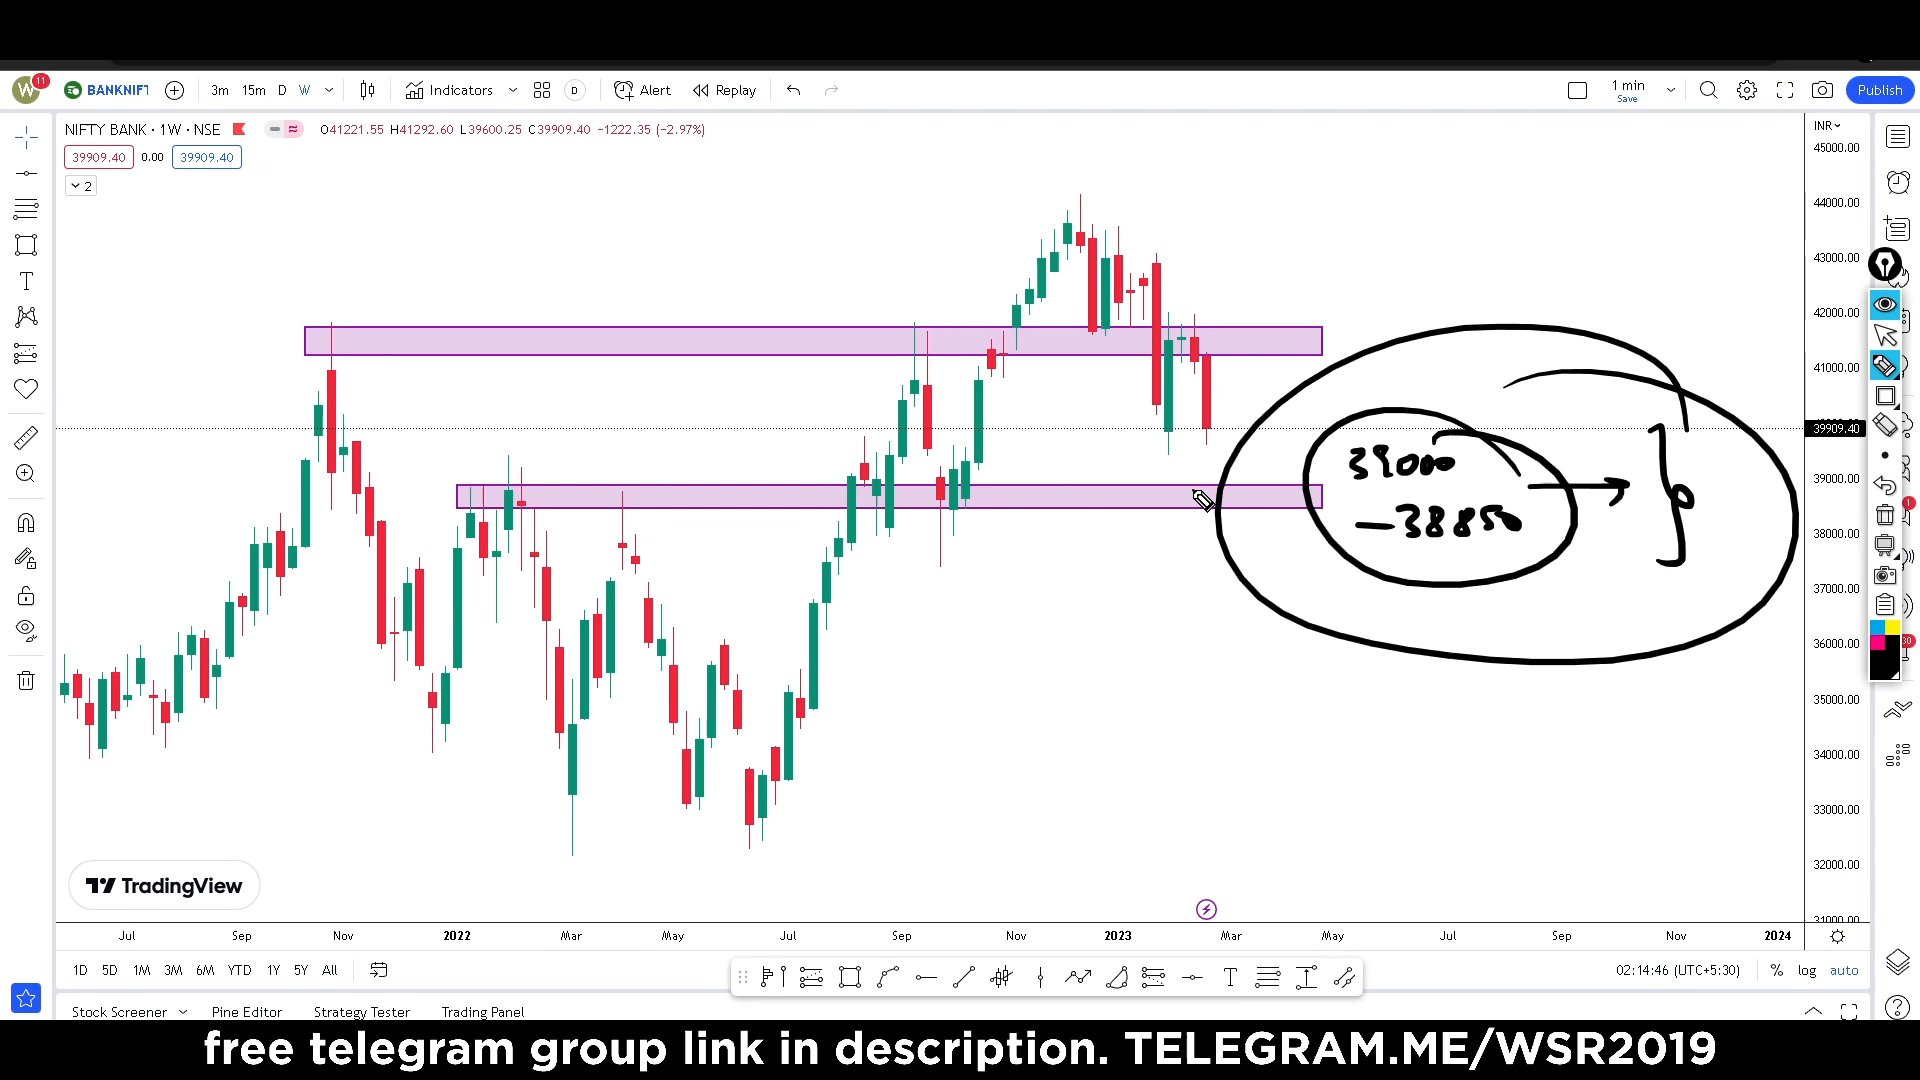 W
11
BANKNIFT
3m
15m
D
W
Indicators
D
Alert
Replay
1 min
Save
Publish
NIFTY BANK · 1W · NSE
O41221.55 H41292.60 L39600.25 C39909.40 −1222.35 (−2.97%)
39909.40
0.00
39909.40
2
INR
45000.00
44000.00
43000.00
42000.00
41000.00
39909.40
39000.00
38000.00
37000.00
36000.00
35000.00
34000.00
33000.00
32000.00
31000.00
39000
– 38850
TradingView
Jul
Sep
Nov
2022
Mar
May
Jul
Sep
Nov
2023
Mar
May
Jul
Sep
Nov
2024
1D
5D
1M
3M
6M
YTD
1Y
5Y
All
02:14:46 (UTC+5:30)
%
log
auto
Stock Screener
Pine Editor
Strategy Tester
Trading Panel
free telegram group link in description. TELEGRAM.ME/WSR2019